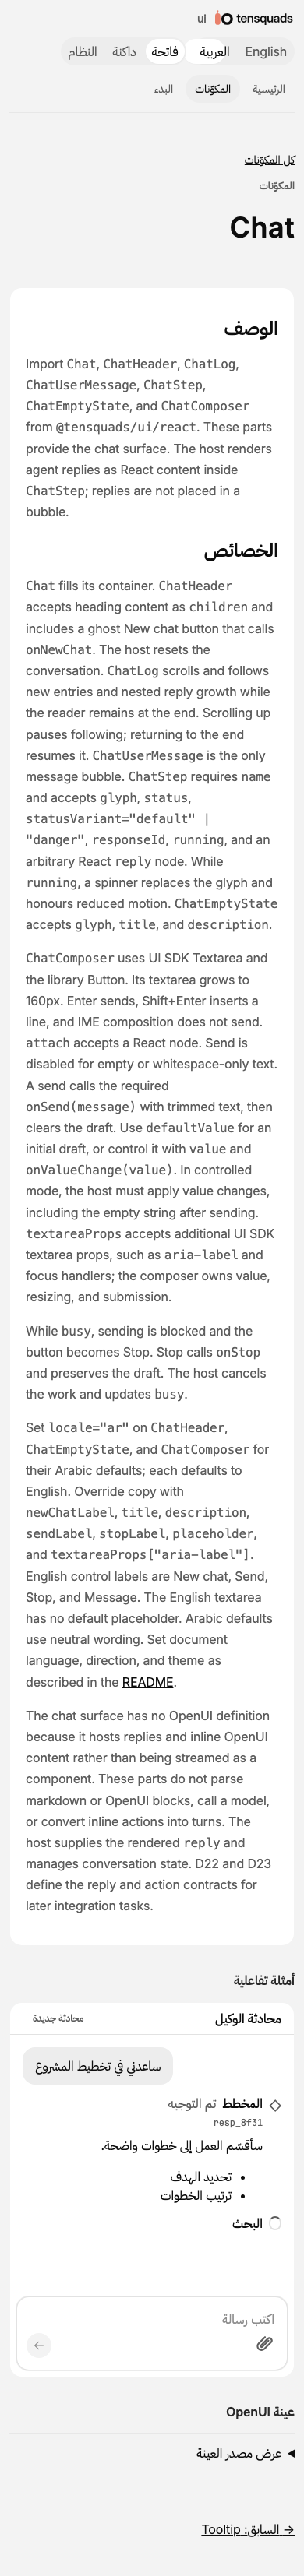 tensquads ui
English العربية فاتحة داكنة النظام
الرئيسية المكوّنات البدء
كل المكوّنات
المكوّنات
Chat
الوصف
Import Chat, ChatHeader, ChatLog,
ChatUserMessage, ChatStep,
ChatEmptyState, and ChatComposer
from @tensquads/ui/react. These parts
provide the chat surface. The host renders
agent replies as React content inside
ChatStep; replies are not placed in a
bubble.
الخصائص
Chat fills its container. ChatHeader
accepts heading content as children and
includes a ghost New chat button that calls
onNewChat. The host resets the
conversation. ChatLog scrolls and follows
new entries and nested reply growth while
the reader remains at the end. Scrolling up
pauses following; returning to the end
resumes it. ChatUserMessage is the only
message bubble. ChatStep requires name
and accepts glyph, status,
statusVariant="default" |
"danger", responseId, running, and an
arbitrary React reply node. While
running, a spinner replaces the glyph and
honours reduced motion. ChatEmptyState
accepts glyph, title, and description.
ChatComposer uses UI SDK Textarea and
the library Button. Its textarea grows to
160px. Enter sends, Shift+Enter inserts a
line, and IME composition does not send.
attach accepts a React node. Send is
disabled for empty or whitespace-only text.
A send calls the required
onSend(message) with trimmed text, then
clears the draft. Use defaultValue for an
initial draft, or control it with value and
onValueChange(value). In controlled
mode, the host must apply value changes,
including the empty string after sending.
textareaProps accepts additional UI SDK
textarea props, such as aria-label and
focus handlers; the composer owns value,
resizing, and submission.
While busy, sending is blocked and the
button becomes Stop. Stop calls onStop
and preserves the draft. The host cancels
the work and updates busy.
Set locale="ar" on ChatHeader,
ChatEmptyState, and ChatComposer for
their Arabic defaults; each defaults to
English. Override copy with
newChatLabel, title, description,
sendLabel, stopLabel, placeholder,
and textareaProps["aria-label"].
English control labels are New chat, Send,
Stop, and Message. The English textarea
has no default placeholder. Arabic defaults
use neutral wording. Set document
language, direction, and theme as
described in the README.
The chat surface has no OpenUI definition
because it hosts replies and inline OpenUI
content rather than being streamed as a
component. These parts do not parse
markdown or OpenUI blocks, call a model,
or convert inline actions into turns. The
host supplies the rendered reply and
manages conversation state. D22 and D23
define the reply and action contracts for
later integration tasks.
أمثلة تفاعلية
محادثة الوكيل محادثة جديدة
ساعدني في تخطيط المشروع
المخطط تم التوجيه
resp_8f31
سأقسّم العمل إلى خطوات واضحة.
• تحديد الهدف
• ترتيب الخطوات
البحث
اكتب رسالة
عينة OpenUI
عرض مصدر العينة
→ السابق: Tooltip